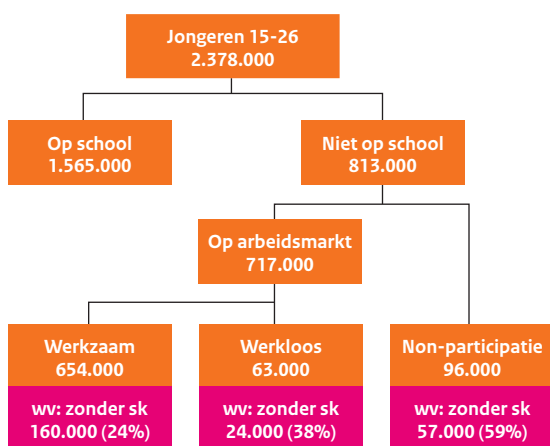 Jongeren 15-26
2.378.000
Op school
1.565.000
Niet op school
813.000
Op arbeidsmarkt
717.000
Werkzaam
654.000
wv: zonder sk
160.000 (24%)
Werkloos
63.000
wv: zonder sk
24.000 (38%)
Non-participatie
96.000
wv: zonder sk
57.000 (59%)